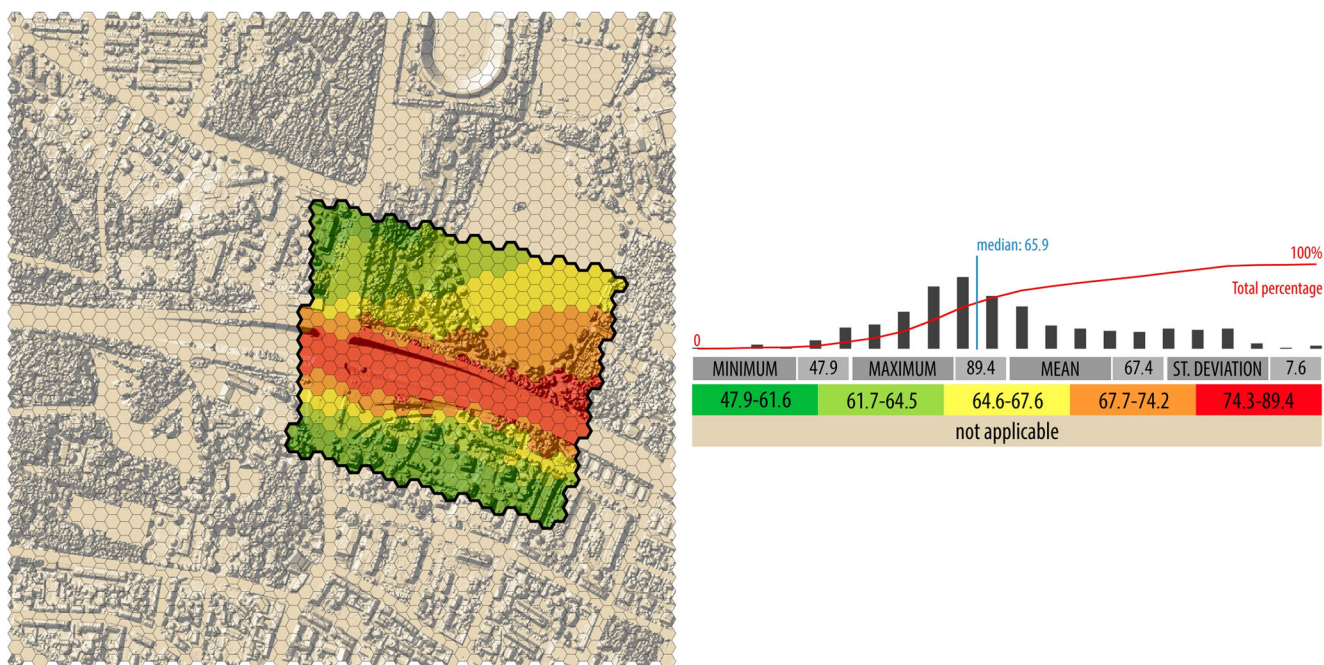 median: 65.9
100%
Total percentage
0
MINIMUM 47.9 MAXIMUM 89.4 MEAN 67.4 ST. DEVIATION 7.6
47.9-61.6 61.7-64.5 64.6-67.6 67.7-74.2 74.3-89.4
not applicable